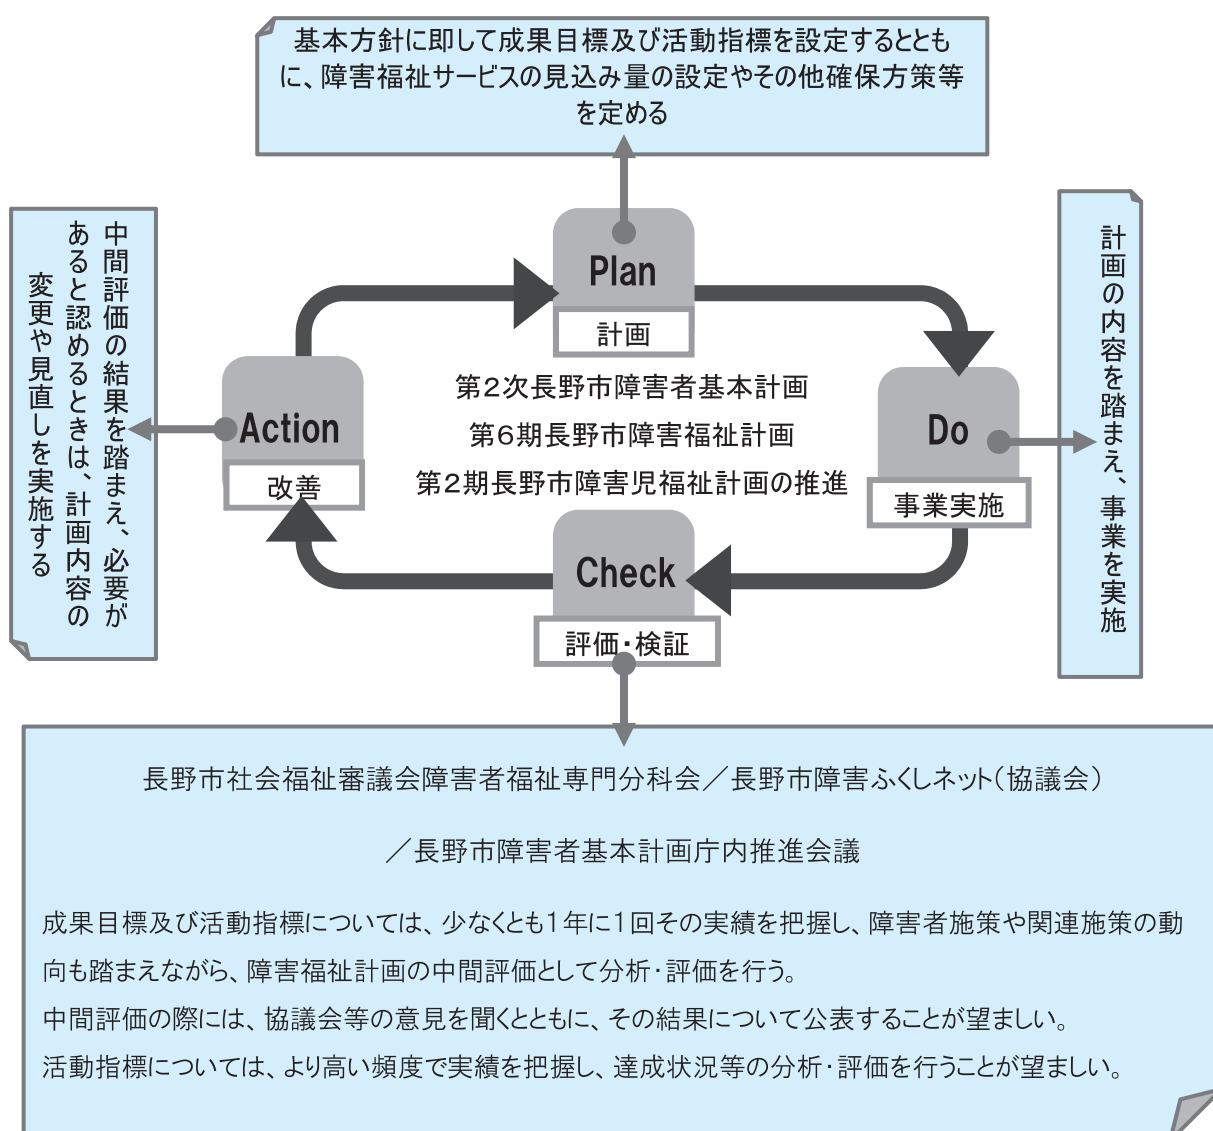 基本方針に即して成果目標及び活動指標を設定するととも
に、障害福祉サービスの見込み量の設定やその他確保方策等
を定める
Plan
計画
計画の内容を踏まえ、事業を実施
Do
事業実施
中間評価の結果を踏まえ、必要が
あると認めるときは、計画内容の
変更や見直しを実施する
Action
改善
第2次長野市障害者基本計画
第6期長野市障害福祉計画
第2期長野市障害児福祉計画の推進
Check
評価・検証
長野市社会福祉審議会障害者福祉専門分科会／長野市障害ふくしネット(協議会)
／長野市障害者基本計画庁内推進会議
成果目標及び活動指標については、少なくとも1年に1回その実績を把握し、障害者施策や関連施策の動
向も踏まえながら、障害福祉計画の中間評価として分析・評価を行う。
中間評価の際には、協議会等の意見を聞くとともに、その結果について公表することが望ましい。
活動指標については、より高い頻度で実績を把握し、達成状況等の分析・評価を行うことが望ましい。